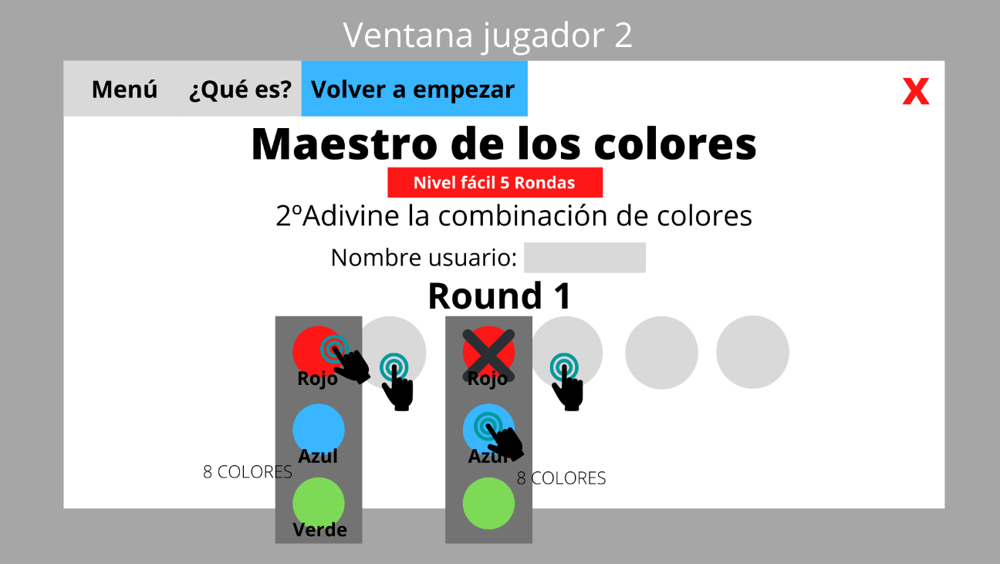 Ventana jugador 2
Menú
¿Qué es?
Volver a empezar
X
Maestro de los colores
Nivel fácil 5 Rondas
2ºAdivine la combinación de colores
Nombre usuario:
Round 1
Rojo
Rojo
Azul
Azul
8 COLORES
8 COLORES
Verde